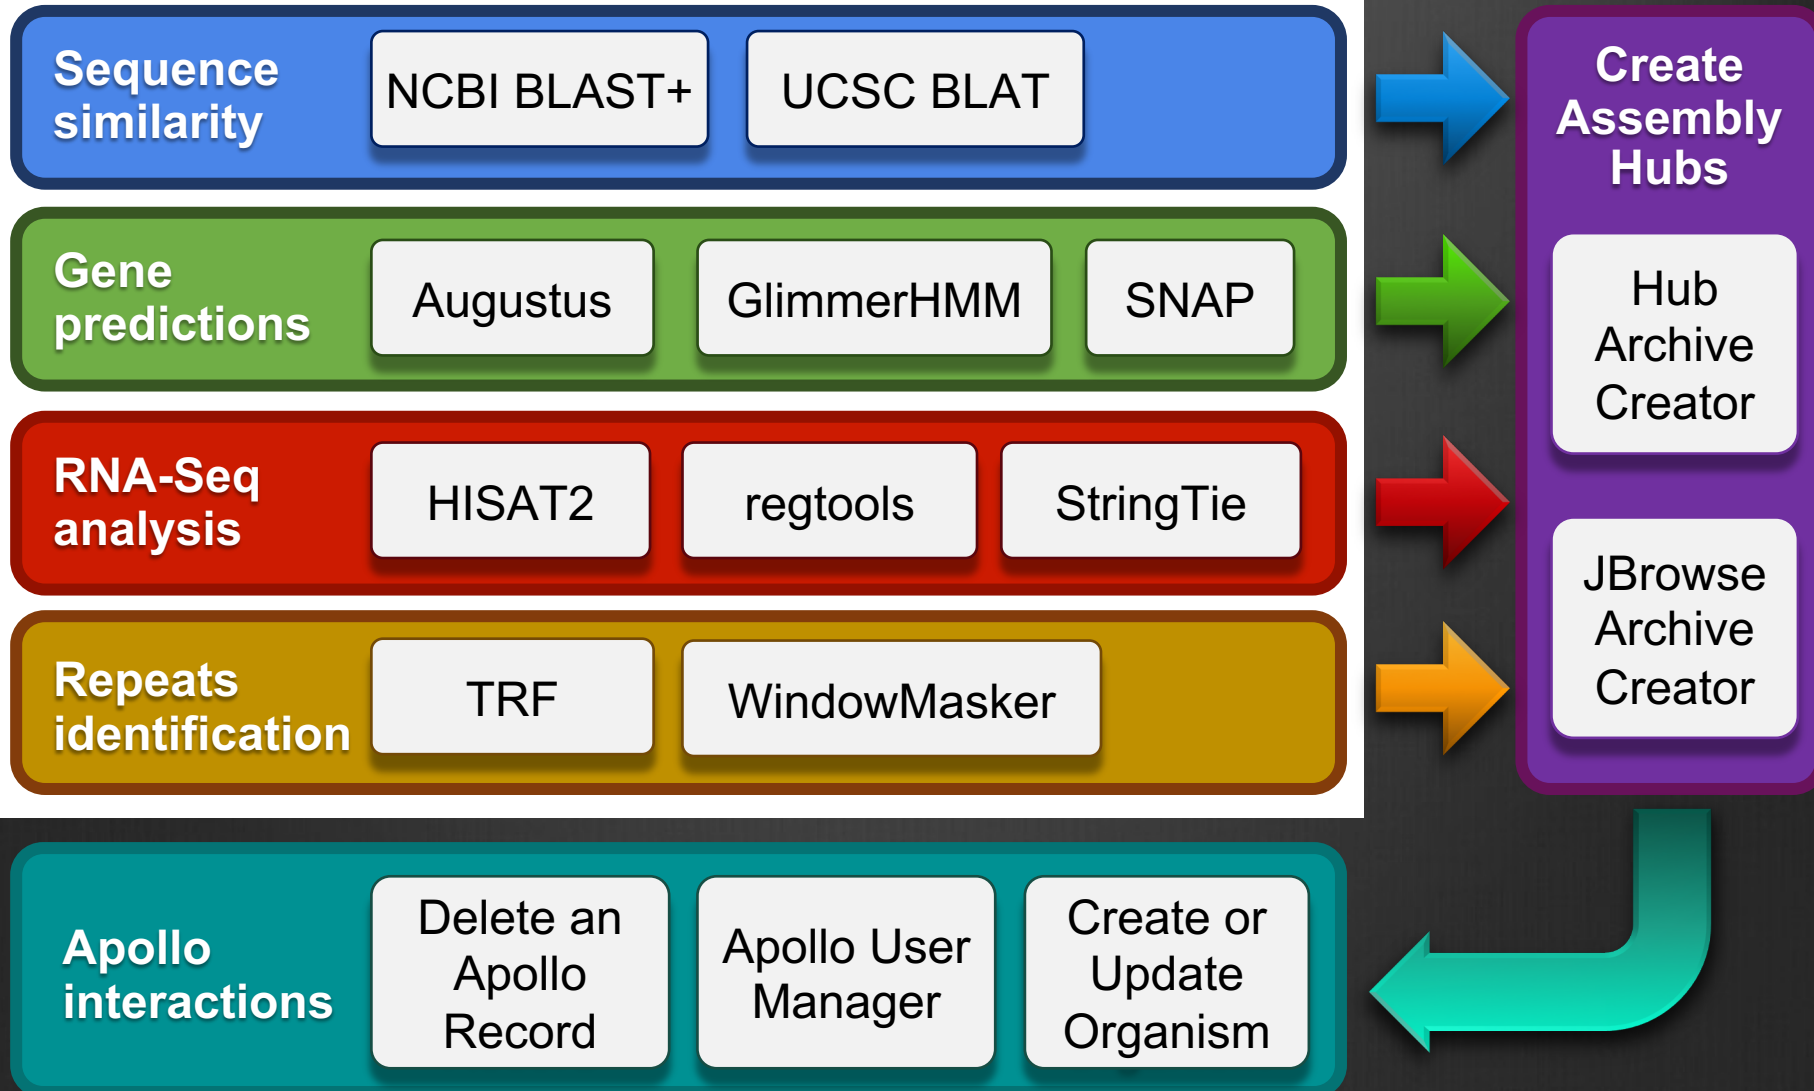 Sequence
similarity
NCBI BLAST+
UCSC BLAT
Gene
predictions
Augustus
GlimmerHMM
SNAP
RNA-Seq
analysis
HISAT2
regtools
StringTie
Repeats
identification
TRF
WindowMasker
Create
Assembly
Hubs
Hub
Archive
Creator
JBrowse
Archive
Creator
Apollo
interactions
Delete an
Apollo
Record
Apollo User
Manager
Create or
Update
Organism